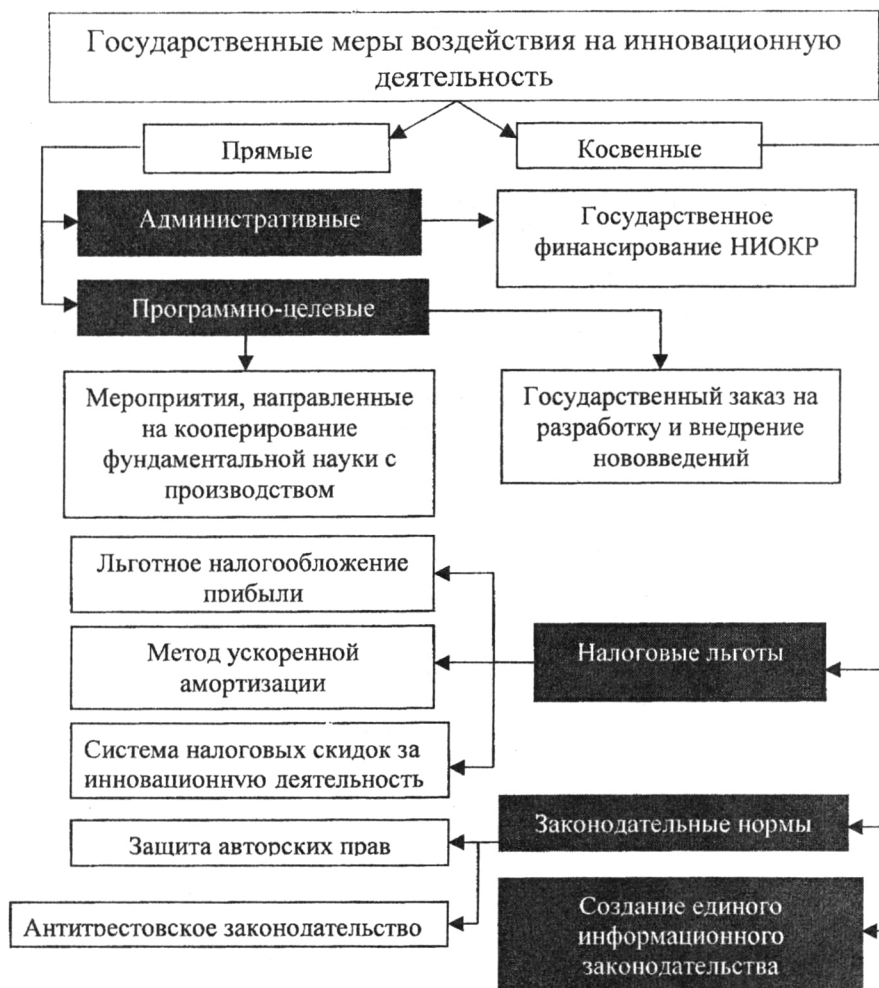 Государственные меры воздействия на инновационную
деятельность
Прямые
Косвенные
Административные
Государственное
финансирование НИОКР
Программно-целевые
Мероприятия, направленные
на кооперирование
фундаментальной науки с
производством
Государственный заказ на
разработку и внедрение
нововведений
Льготное налогообложение
прибыли
Метод ускоренной
амортизации
Налоговые льготы
Система налоговых скидок за
инновационную деятельность
Законодательные нормы
Защита авторских прав
Антитрестовское законодательство
Создание единого
информационного
законодательства